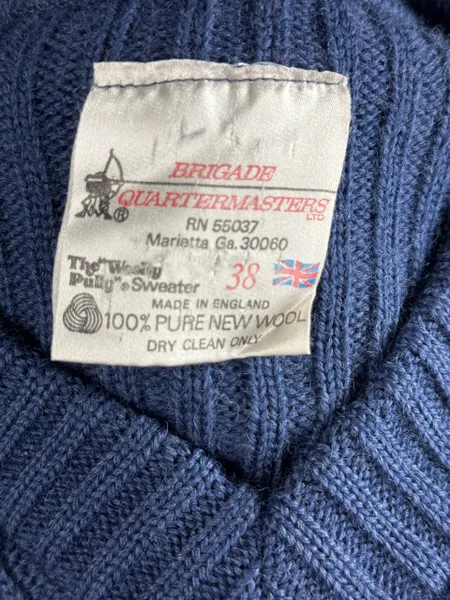 BRIGADE
QUARTERMASTERS LTD
®
RN 55037
Marietta Ga. 30060
The "Wooly
Pully"® Sweater 38
MADE IN ENGLAND
100% PURE NEW WOOL
DRY CLEAN ONLY